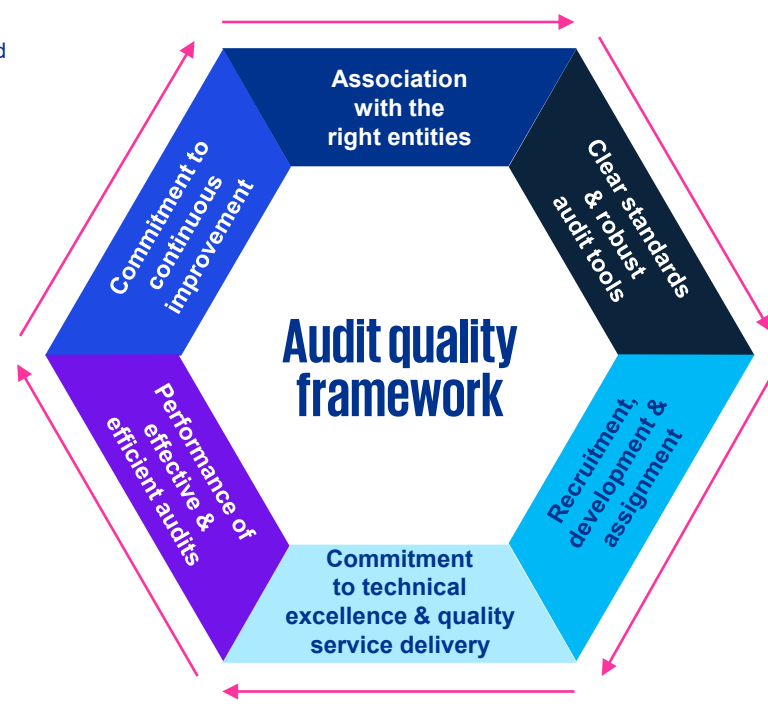 d
Association
with the
right entities
Clear standards
& robust
audit tools
Recruitment,
development &
assignment
Commitment
to technical
excellence & quality
service delivery
Performance of
effective &
efficient audits
Commitment to
continuous
improvement
Audit quality
framework